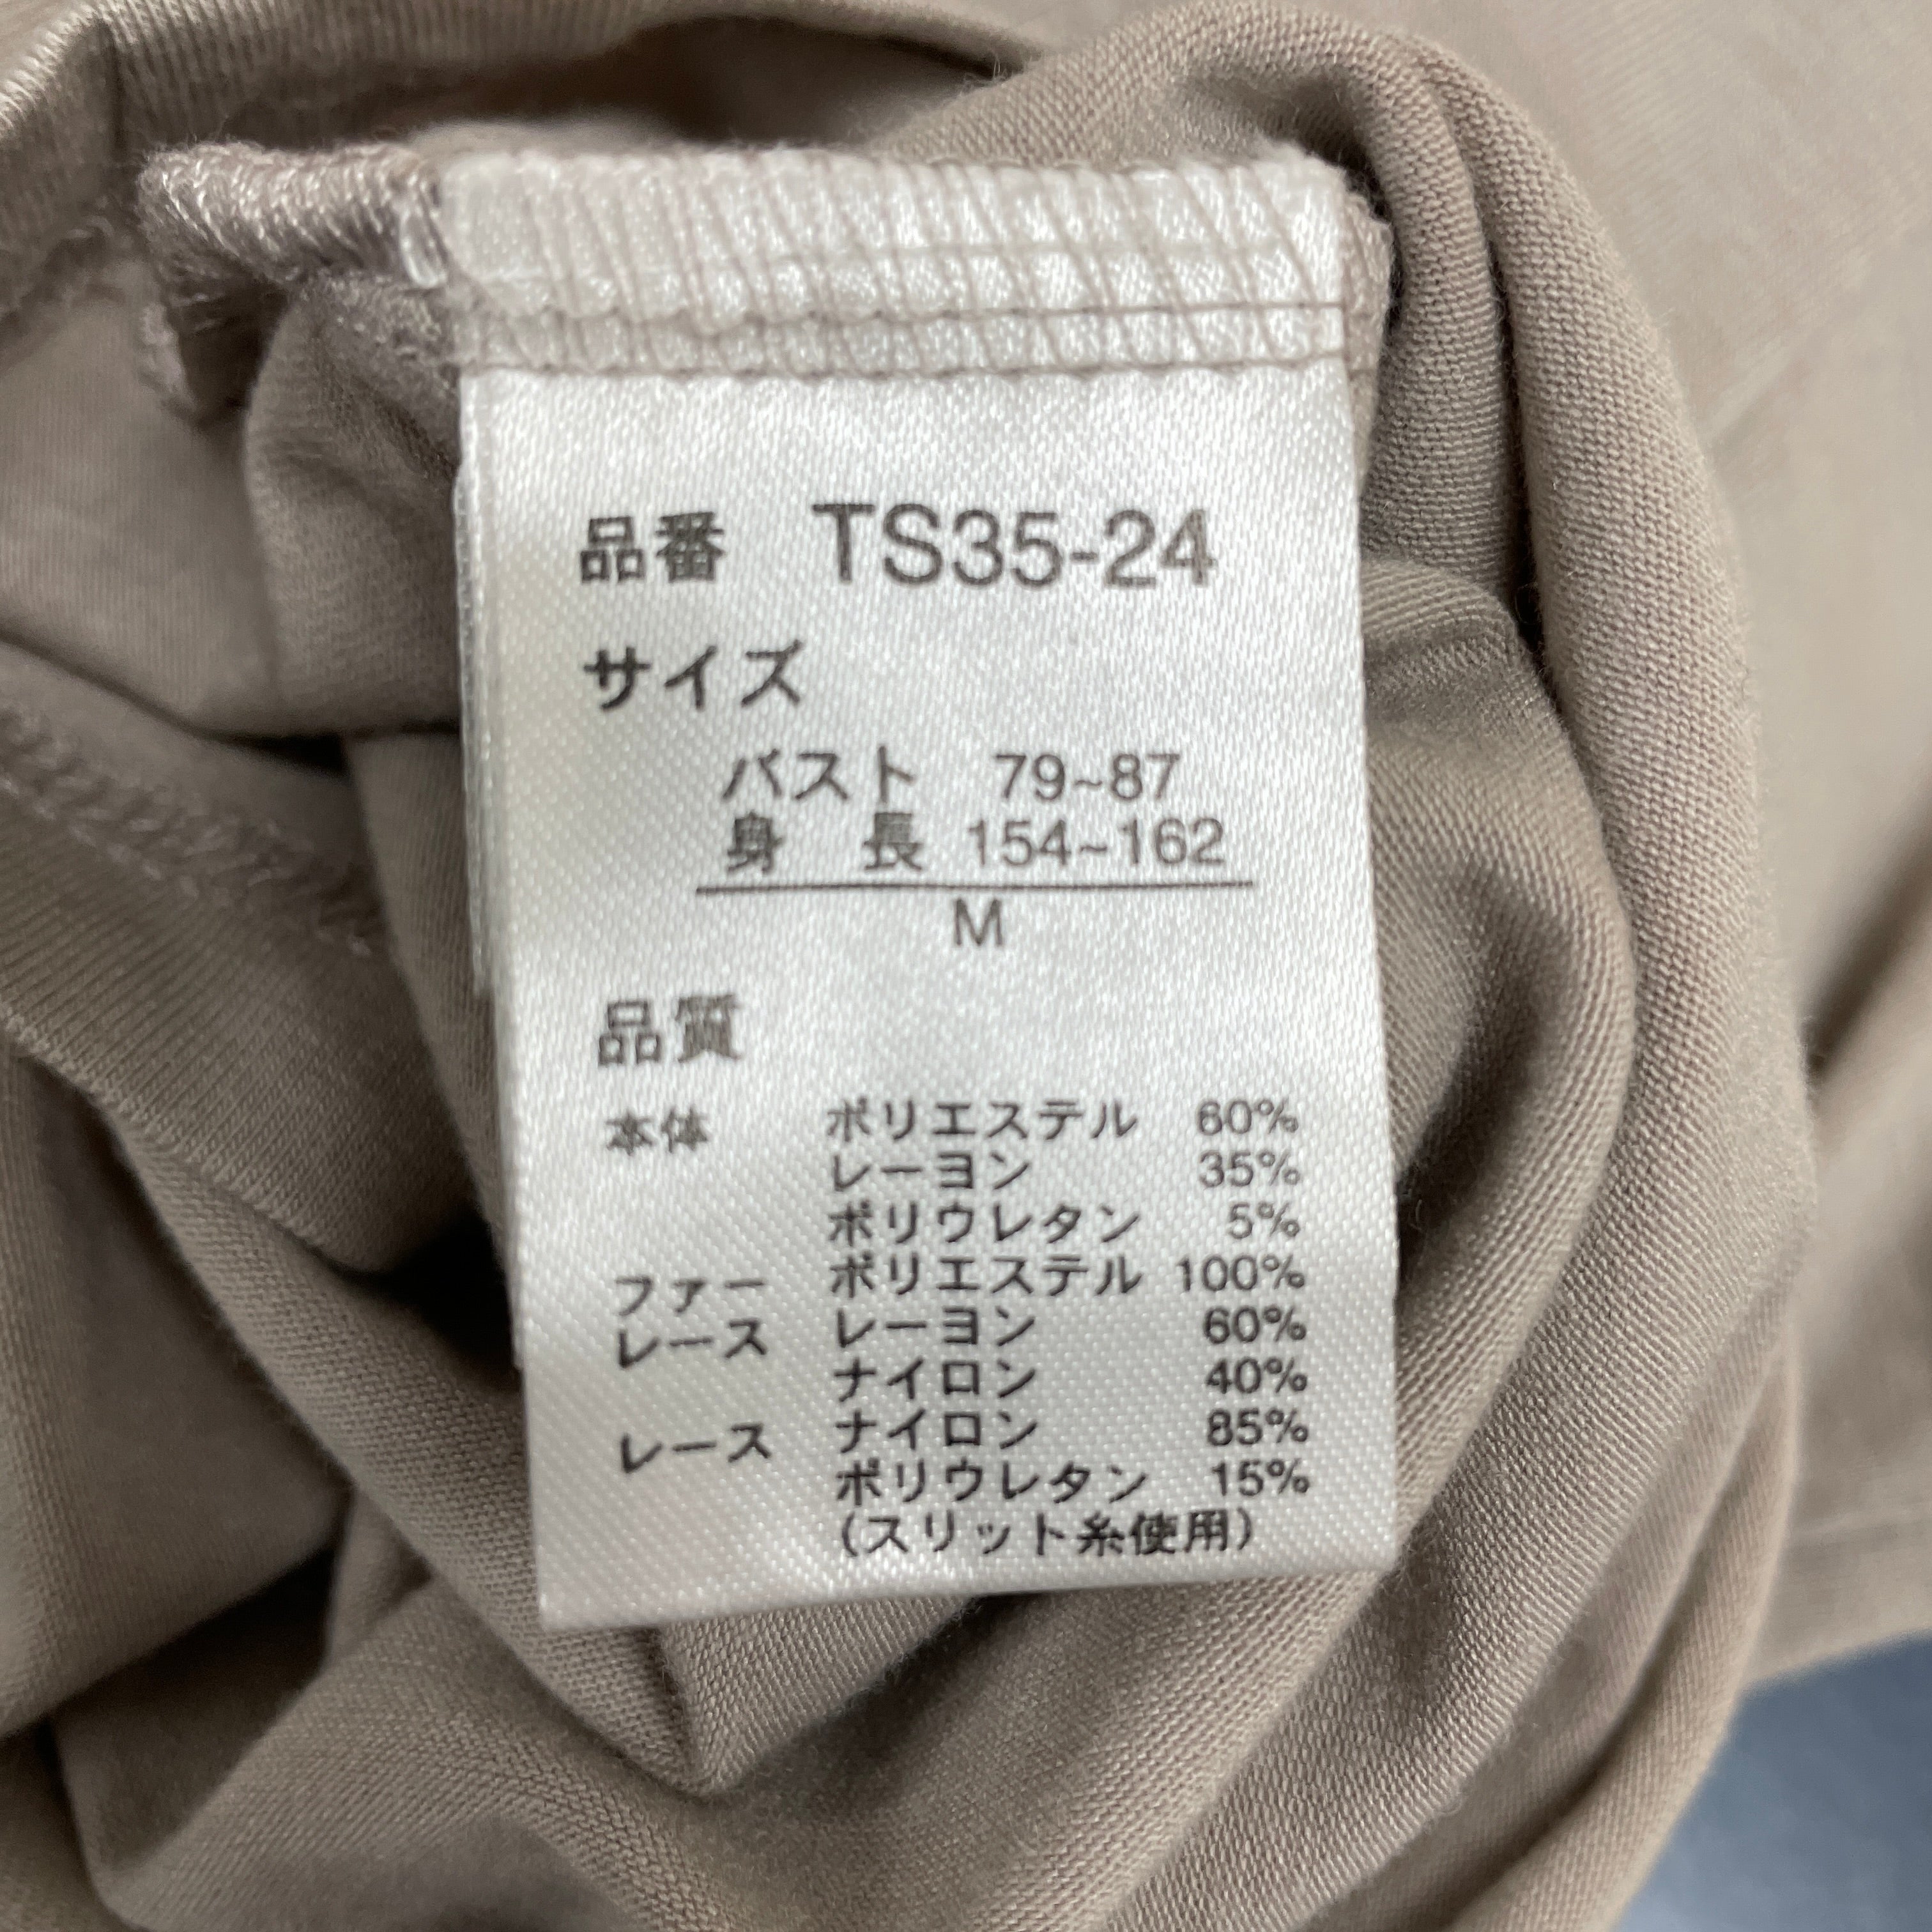 品番 TS35-24
サイズ
バスト 79~87
身 長 154~162
M
品質
本体 ポリエステル 60%
レーヨン 35%
ポリウレタン 5%
ファー ポリエステル 100%
レース レーヨン 60%
ナイロン 40%
レース ナイロン 85%
ポリウレタン 15%
(スリット糸使用)